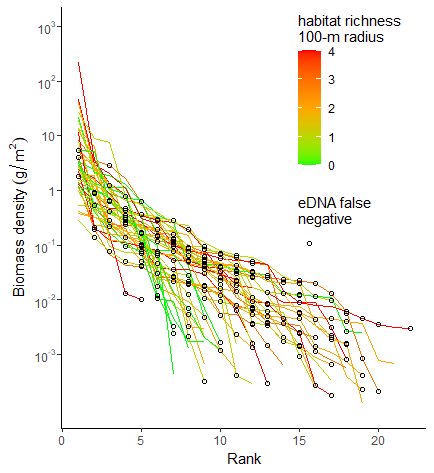 habitat richness
100-m radius
4
3
2
1
0
eDNA false
negative
Biomass density (g/m²)
10³
10²
10
1
10⁻¹
10⁻²
10⁻³
0
5
10
15
20
Rank